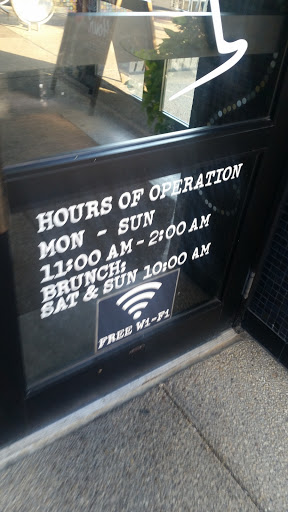 HOURS OF OPERATION
MON - SUN
11:00 AM - 2:00 AM
BRUNCH:
SAT & SUN 10:00 AM
FREE Wi-Fi